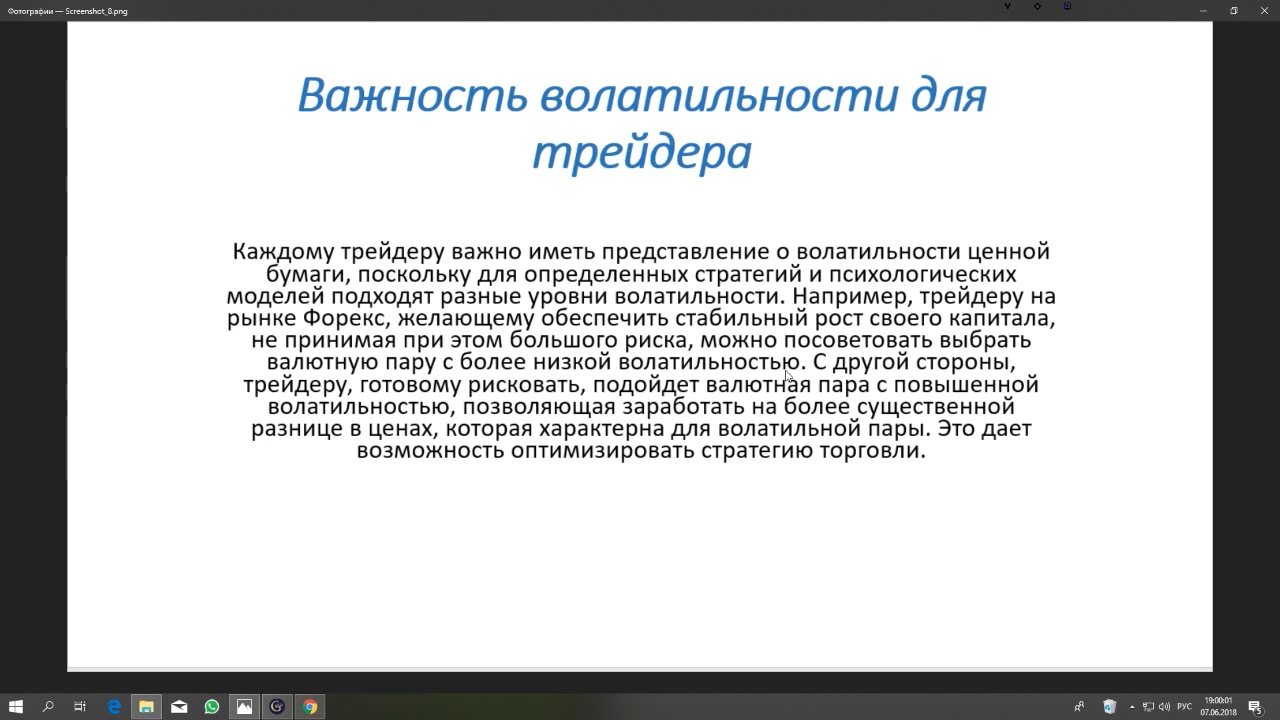 Фотографии — Screenshot_8.png
Важность волатильности для
трейдера
Каждому трейдеру важно иметь представление о волатильности ценной
бумаги, поскольку для определенных стратегий и психологических
моделей подходят разные уровни волатильности. Например, трейдеру на
рынке Форекс, желающему обеспечить стабильный рост своего капитала,
не принимая при этом большого риска, можно посоветовать выбрать
валютную пару с более низкой волатильностью. С другой стороны,
трейдеру, готовому рисковать, подойдет валютная пара с повышенной
волатильностью, позволяющая заработать на более существенной
разнице в ценах, которая характерна для волатильной пары. Это дает
возможность оптимизировать стратегию торговли.
РУС
19:00:01
07.06.2018
5